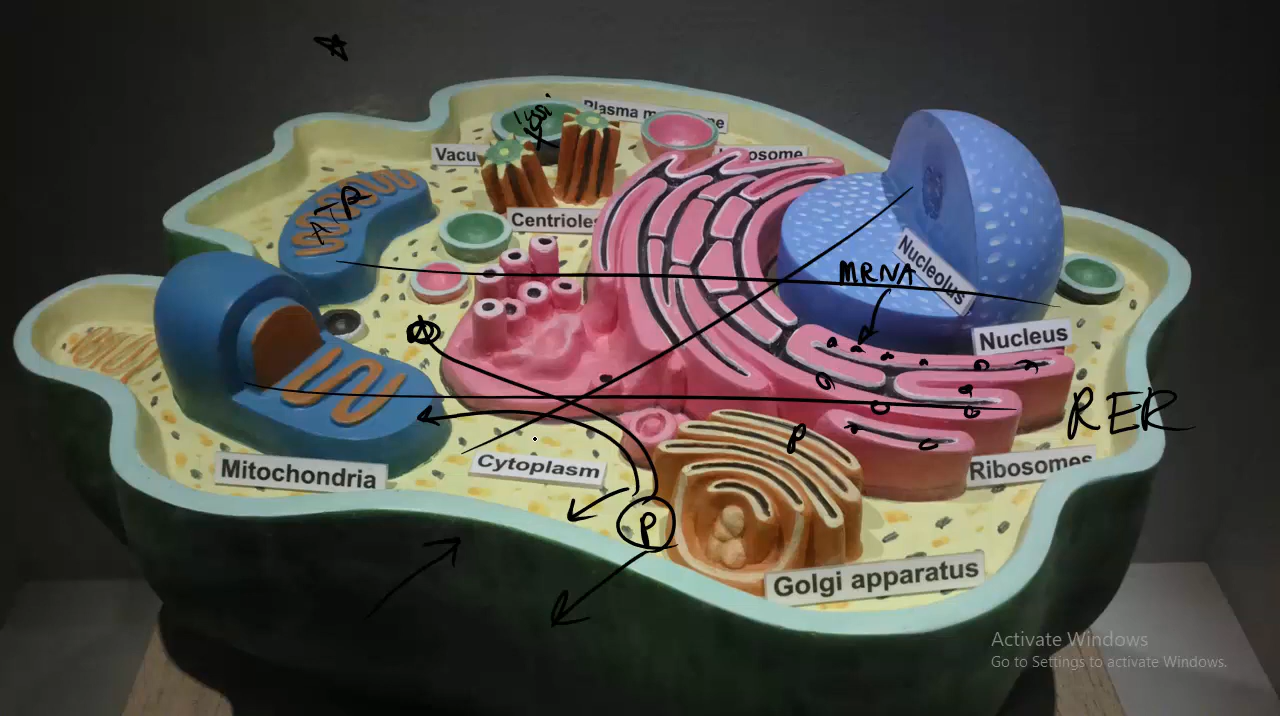 Plasma m ne
Vacu
osome
Centrioles
ATP
Nucleolus
MRNA
Nucleus
RER
P
Ribosomes
Mitochondria
Cytoplasm
P
Golgi apparatus
Activate Windows
Go to Settings to activate Windows.